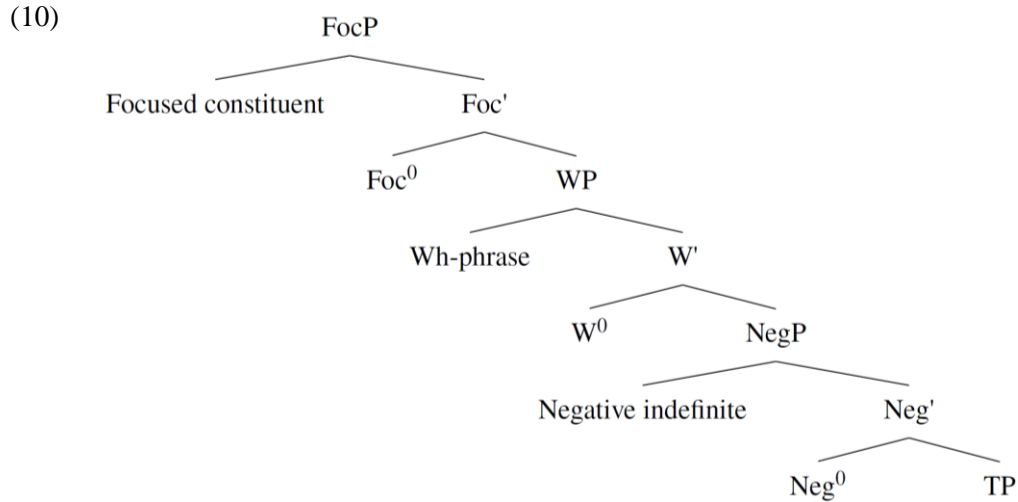 (10)
FocP
Focused constituent Foc'
Foc⁰ WP
Wh-phrase W'
W⁰ NegP
Negative indefinite Neg'
Neg⁰ TP